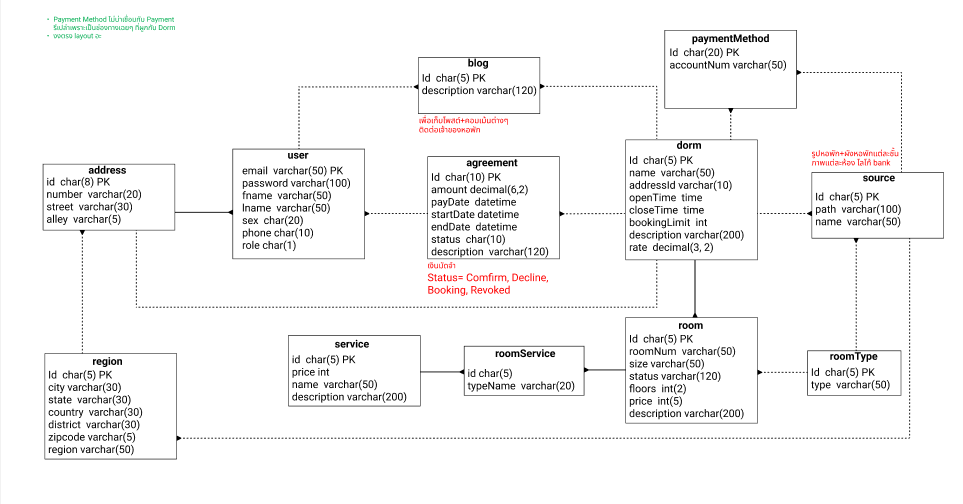 • Payment Method ไม่น่าเชื่อมกับ Payment
รึเปล่าเพราะเป็นช่องทางเฉยๆ ที่ผูกกับ Dorm
• งงตรง layout อะ
paymentMethod
Id char(20) PK
accountNum varchar(50)
blog
Id char(5) PK
description varchar(120)
เพื่อเก็บโพสต์+คอมเม้นต่างๆ
ติดต่อเจ้าของหอพัก
address
id char(8) PK
number varchar(20)
street varchar(30)
alley varchar(5)
user
email varchar(50) PK
password varchar(100)
fname varchar(50)
lname varchar(50)
sex char(20)
phone char(10)
role char(1)
agreement
Id char(10) PK
amount decimal(6,2)
payDate datetime
startDate datetime
endDate datetime
status char(10)
description varchar(120)
เงินมัดจำ
Status= Comfirm, Decline,
Booking, Revoked
dorm
Id char(5) PK
name varchar(50)
addressId varchar(10)
openTime time
closeTime time
bookingLimit int
description varchar(200)
rate decimal(3, 2)
รูปหอพัก+ผังหอพักแต่ละชั้น
ภาพแต่ละห้อง โลโก้ bank
source
Id char(5) PK
path varchar(100)
name varchar(50)
region
Id char(5) PK
city varchar(30)
state varchar(30)
country varchar(30)
district varchar(30)
zipcode varchar(5)
region varchar(50)
service
id char(5) PK
price int
name varchar(50)
description varchar(200)
roomService
id char(5)
typeName varchar(20)
room
Id char(5) PK
roomNum varchar(50)
size varchar(50)
status varchar(120)
floors int(2)
price int(5)
description varchar(200)
roomType
Id char(5) PK
type varchar(50)